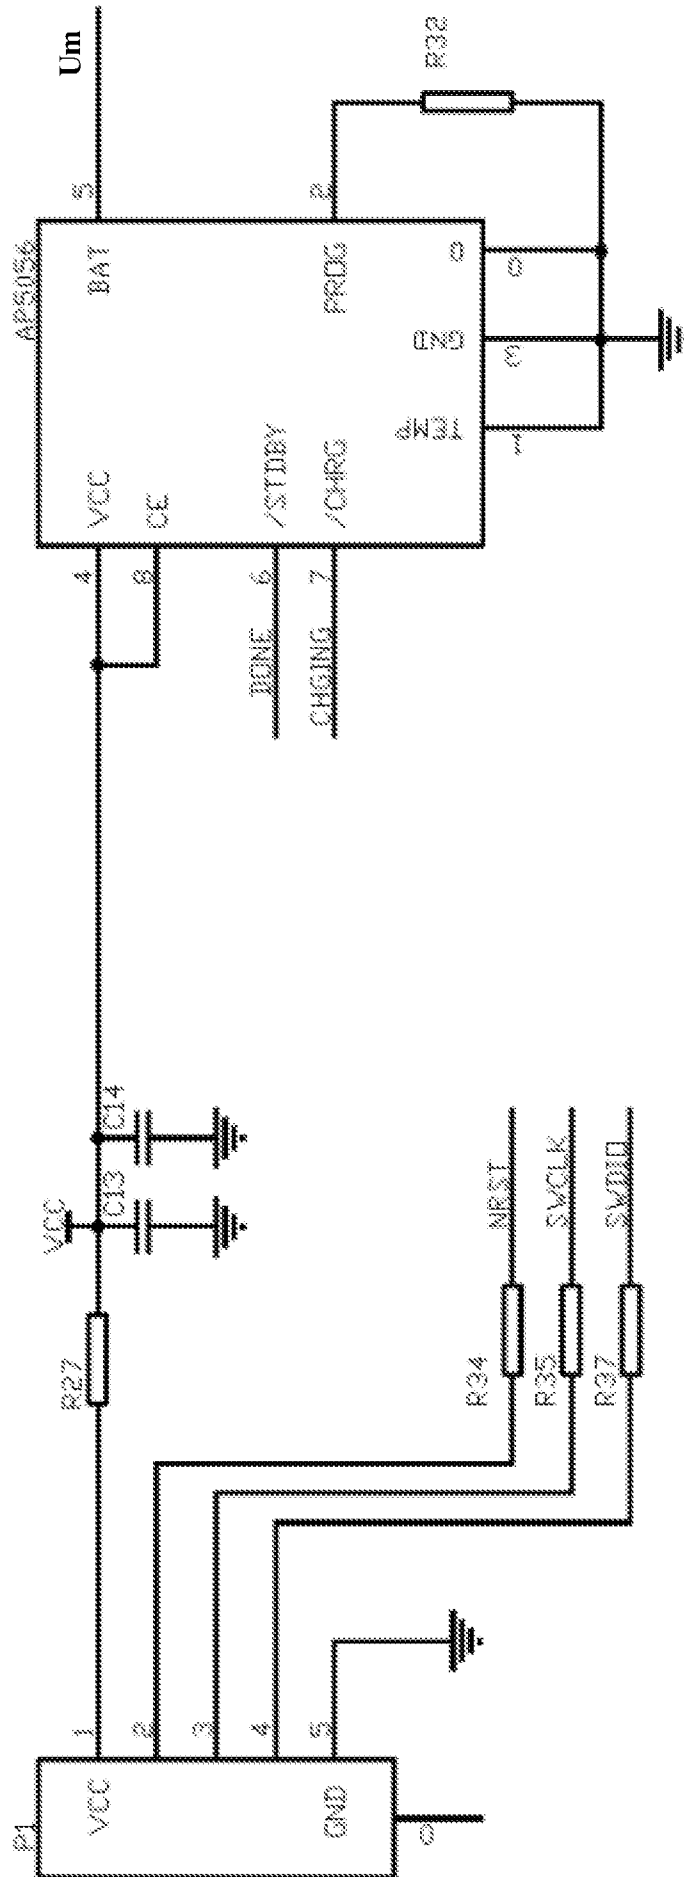 P1
VCC
1
2
3
4
GND
5
0
R27
VCC
C13
C14
R34
NRST
R35
SWCLK
R37
SWDIO
AP5056
VCC
4
CE
8
/STDBY
6
DONE
/CHRG
7
CHGING
BAT
5
Um
PROG
2
R32
TEMP
1
GND
3
0
0